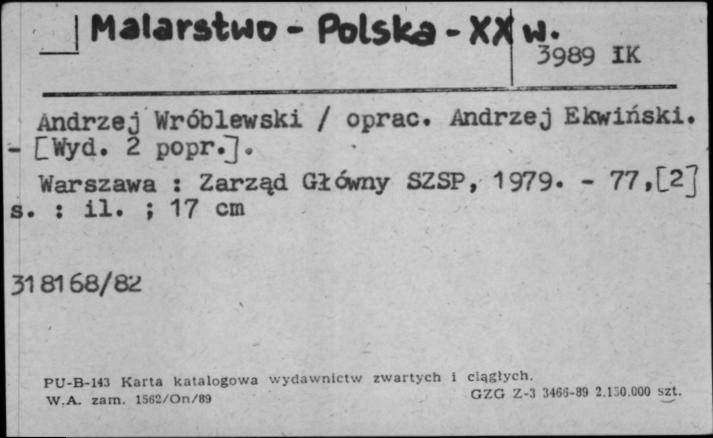 Malarstwo - Polska - XX w.
3989 IK
Andrzej Wróblewski / oprac. Andrzej Ekwiński.
- [Wyd. 2 popr.].
Warszawa : Zarząd Główny SZSP, 1979. - 77,[2]
s. : il. ; 17 cm
318168/82
PU-B-143 Karta katalogowa wydawnictw zwartych i ciągłych.
W.A. zam. 1562/On/89
GZG Z-3 3466-89 2.150.000 szt.